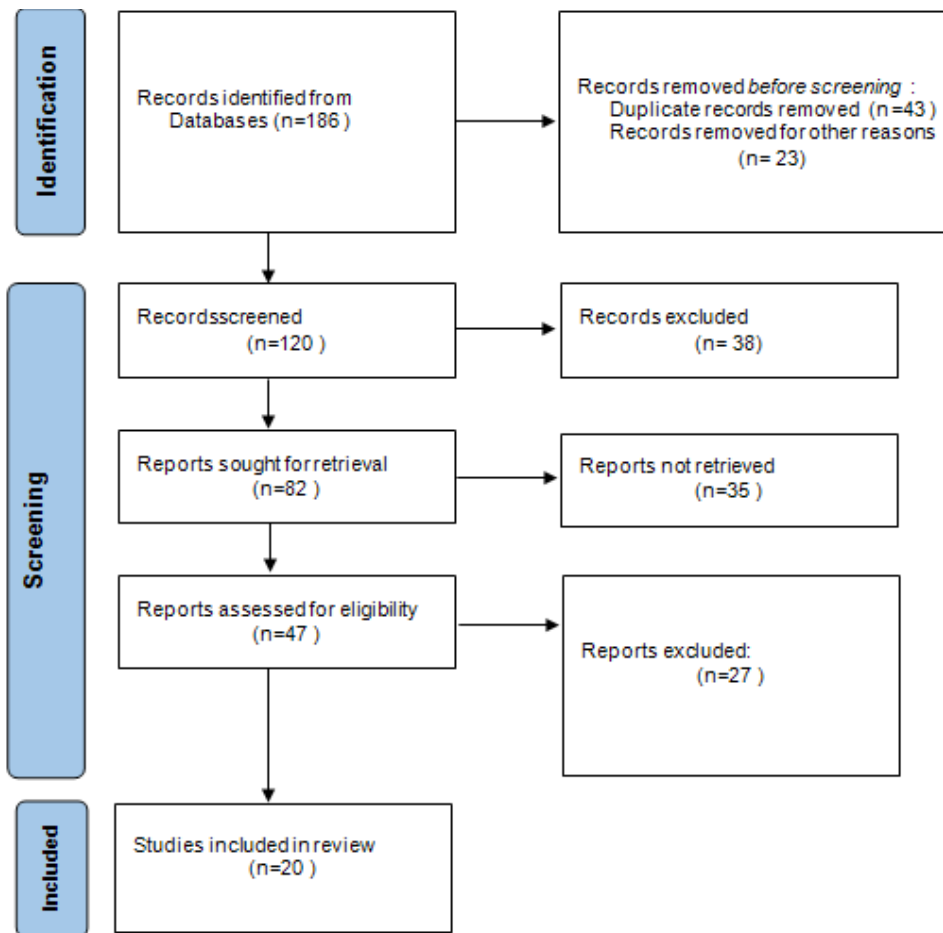 Identification
Records identified from
Databases (n=186 )
Records removed before screening :
Duplicate records removed (n=43)
Records removed for other reasons
(n= 23)
Screening
Recordsscreened
(n=120 )
Records excluded
(n= 38)
Reports sought for retrieval
(n=82 )
Reports not retrieved
(n=35 )
Reports assessed for eligibility
(n=47 )
Reports excluded:
(n=27 )
Included
Studies included in review
(n=20 )